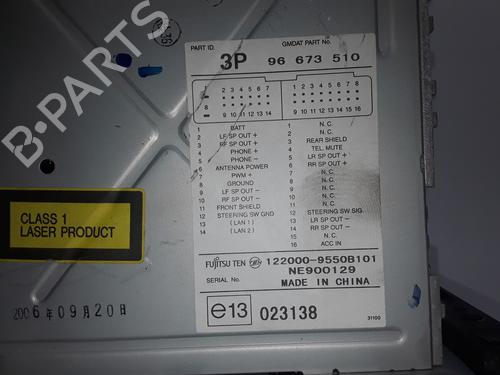 PART ID.
GMDAT PART No.
3P
96 673 510
1 2 3 4 5 6 7
1 2 3 4 5 6 7 8
8 9 10 11 12 13 14
9 10 11 12 13 14 15 16
1 BATT
2 LF SP OUT +
3 RF SP OUT +
4 PHONE +
5 PHONE −
6 ANTENNA POWER
7 PWM +
8 GROUND
9 LF SP OUT −
10 RF SP OUT −
11 FRONT SHIELD
12 STEERING SW GND
13 ( LAN 1 )
14 ( LAN 2 )
1 N.C.
2 N.C.
3 REAR SHIELD
4 TEL MUTE
5 LR SP OUT +
6 RR SP OUT +
7 N.C.
8 N.C.
9 N.C.
10 N.C.
11 N.C.
12 STEERING SW SIG
13 LR SP OUT −
14 RR SP OUT −
15 N.C.
16 ACC IN
FUJITSU TEN
122000-9550B101
NE900129
SERIAL No.
MADE IN CHINA
e13
023138
31100
CLASS 1
LASER PRODUCT
2006年09月20日
B-PARTS